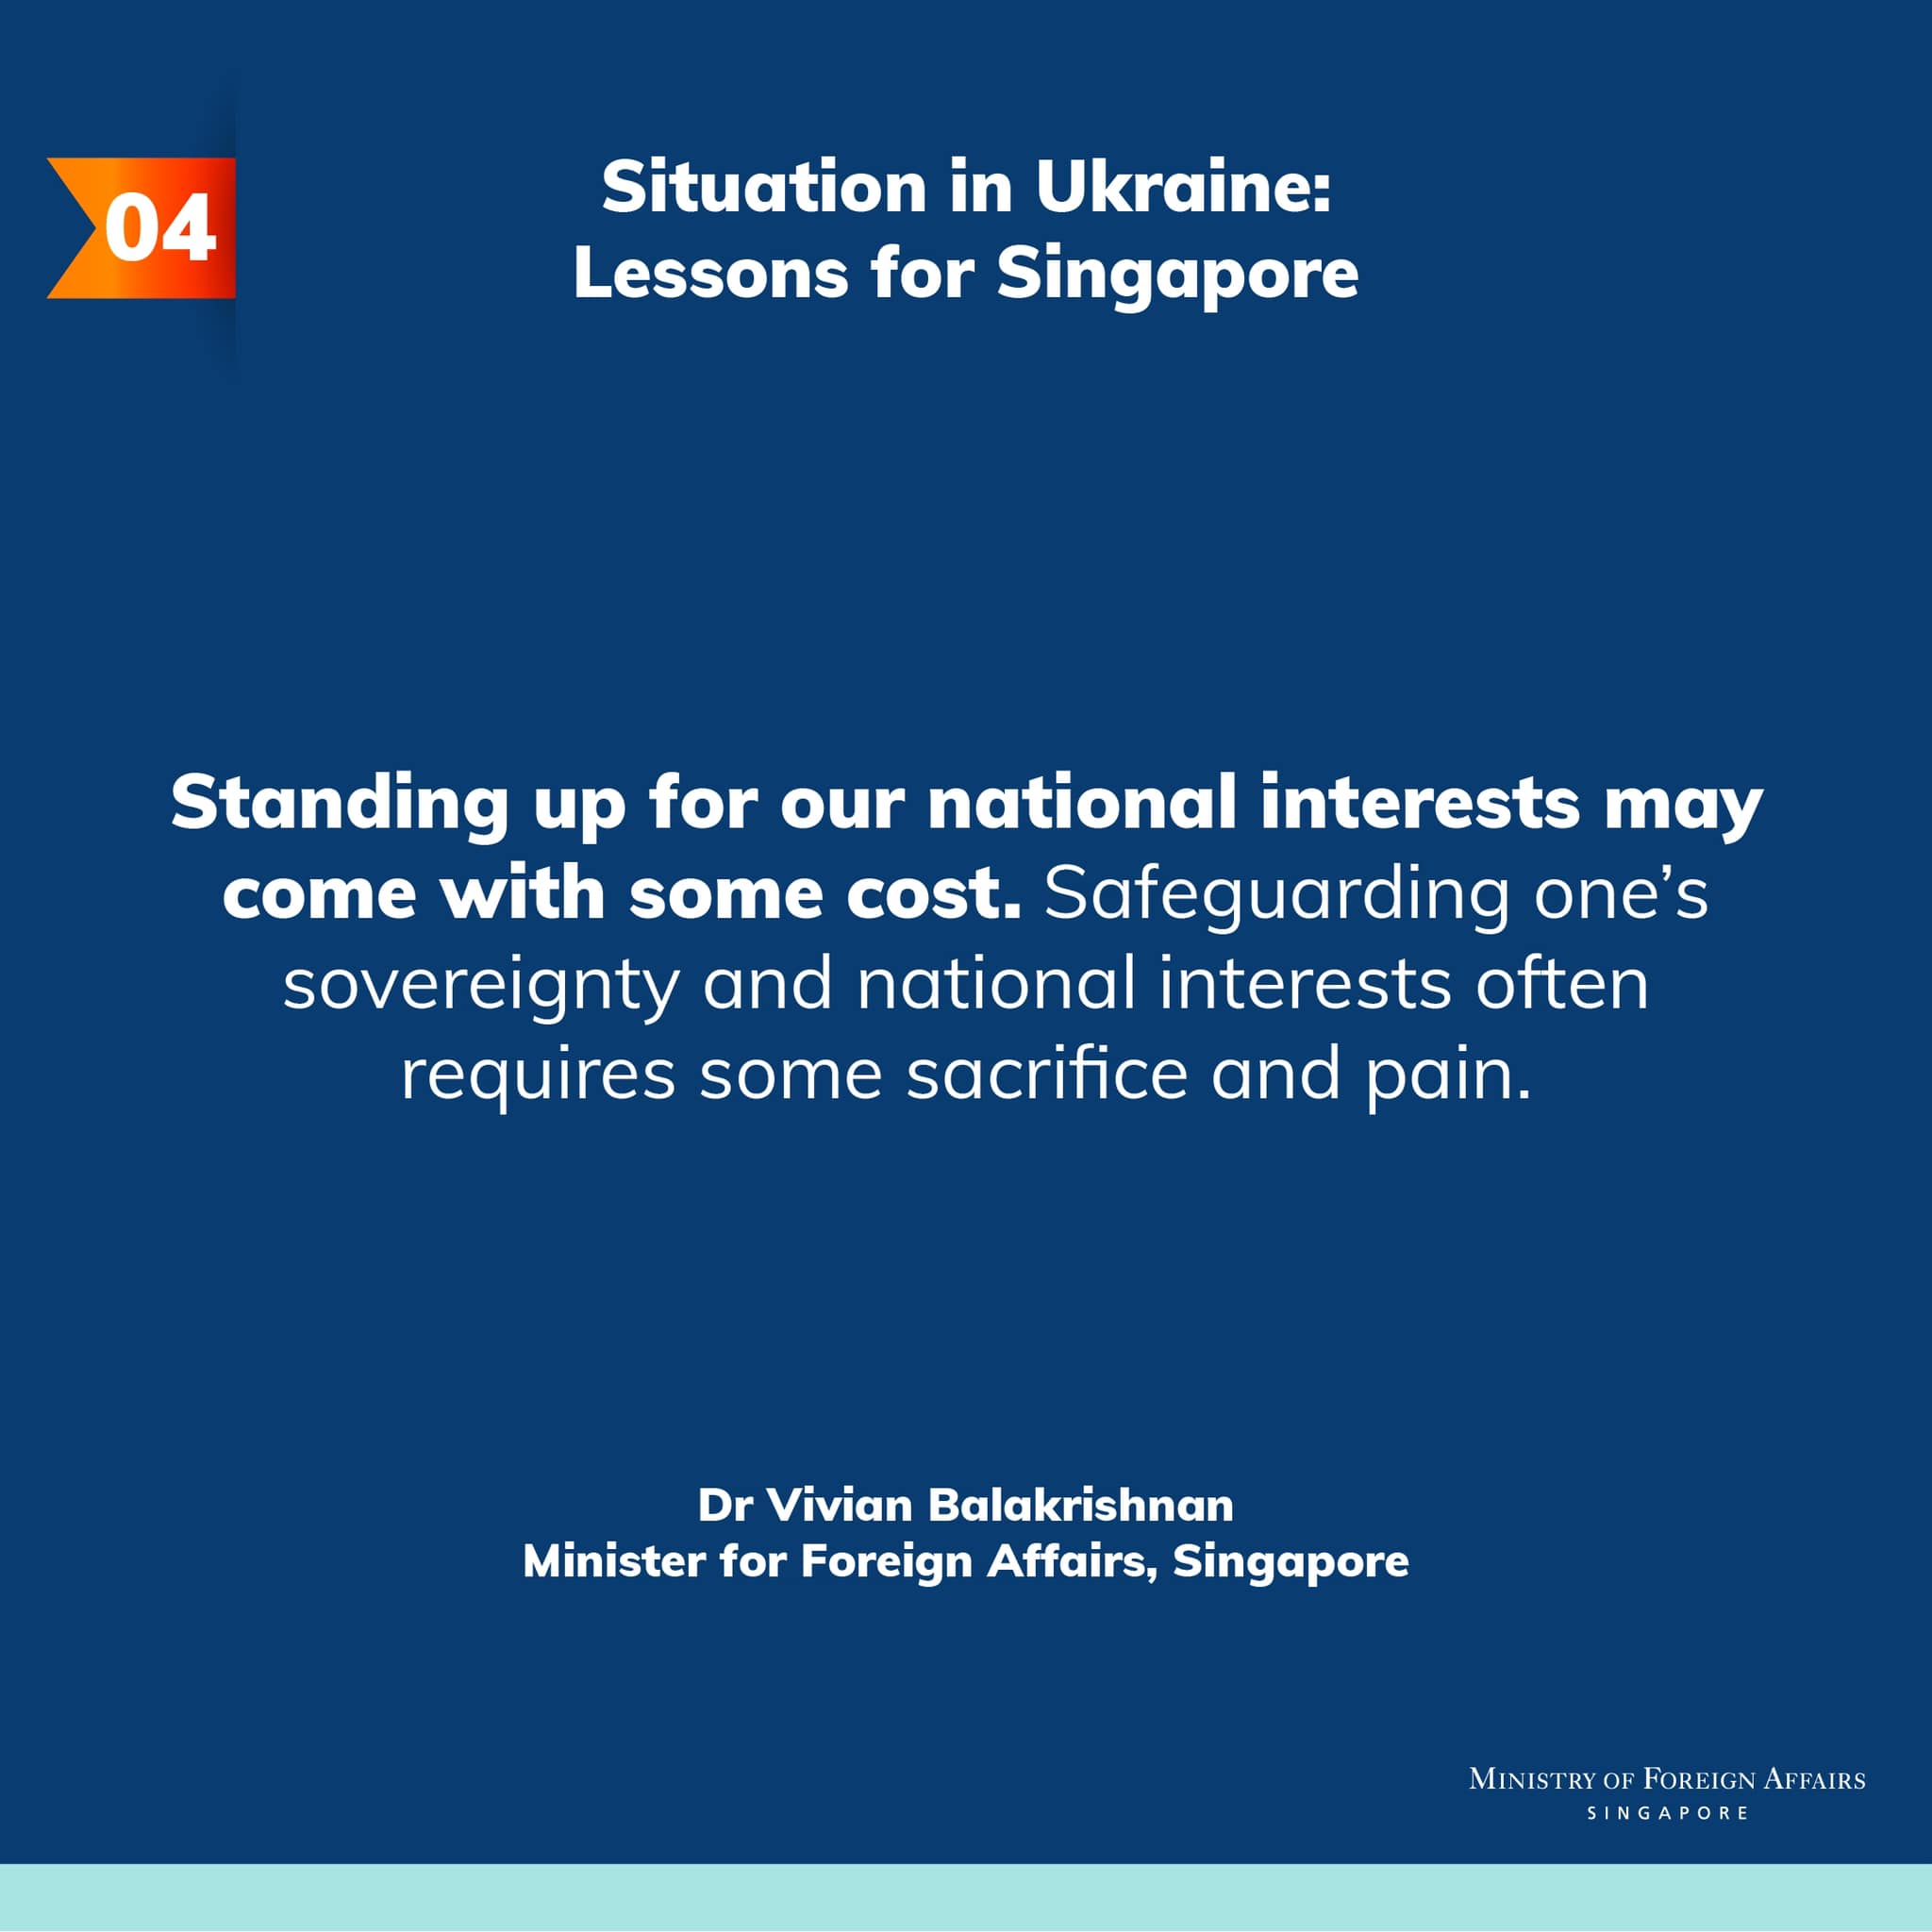 04
Situation in Ukraine:
Lessons for Singapore
Standing up for our national interests may
come with some cost. Safeguarding one’s
sovereignty and national interests often
requires some sacrifice and pain.
Dr Vivian Balakrishnan
Minister for Foreign Affairs, Singapore
MINISTRY OF FOREIGN AFFAIRS
SINGAPORE